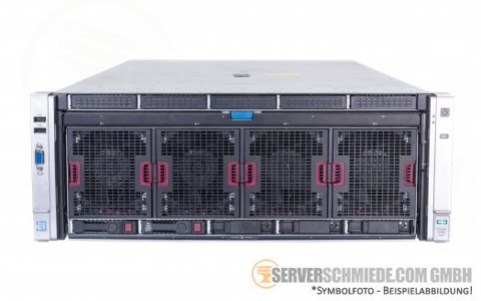 SERVERSCHMIEDE.COM GMBH
*SYMBOLFOTO - BEISPIELABBILDUNG!